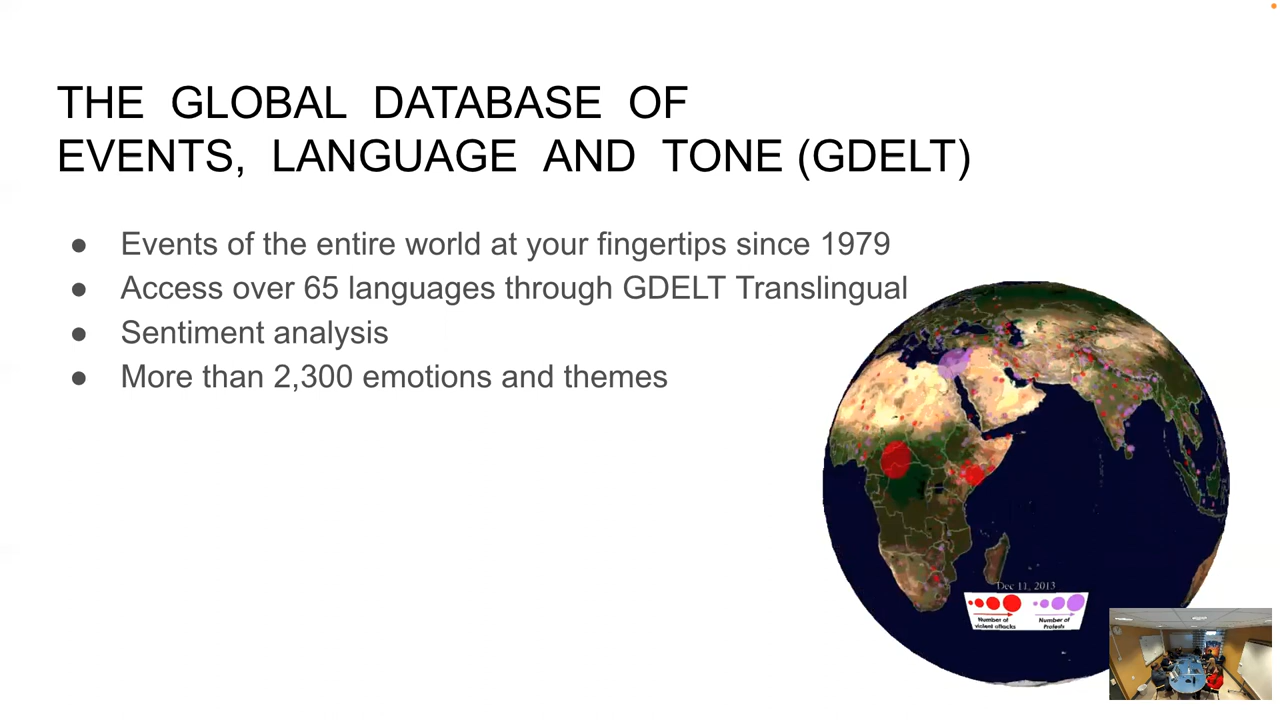 THE GLOBAL DATABASE OF
EVENTS, LANGUAGE AND TONE (GDELT)
● Events of the entire world at your fingertips since 1979
● Access over 65 languages through GDELT Translingual
● Sentiment analysis
● More than 2,300 emotions and themes
Dec 11, 2013
Number of violent attacks
Number of Protests